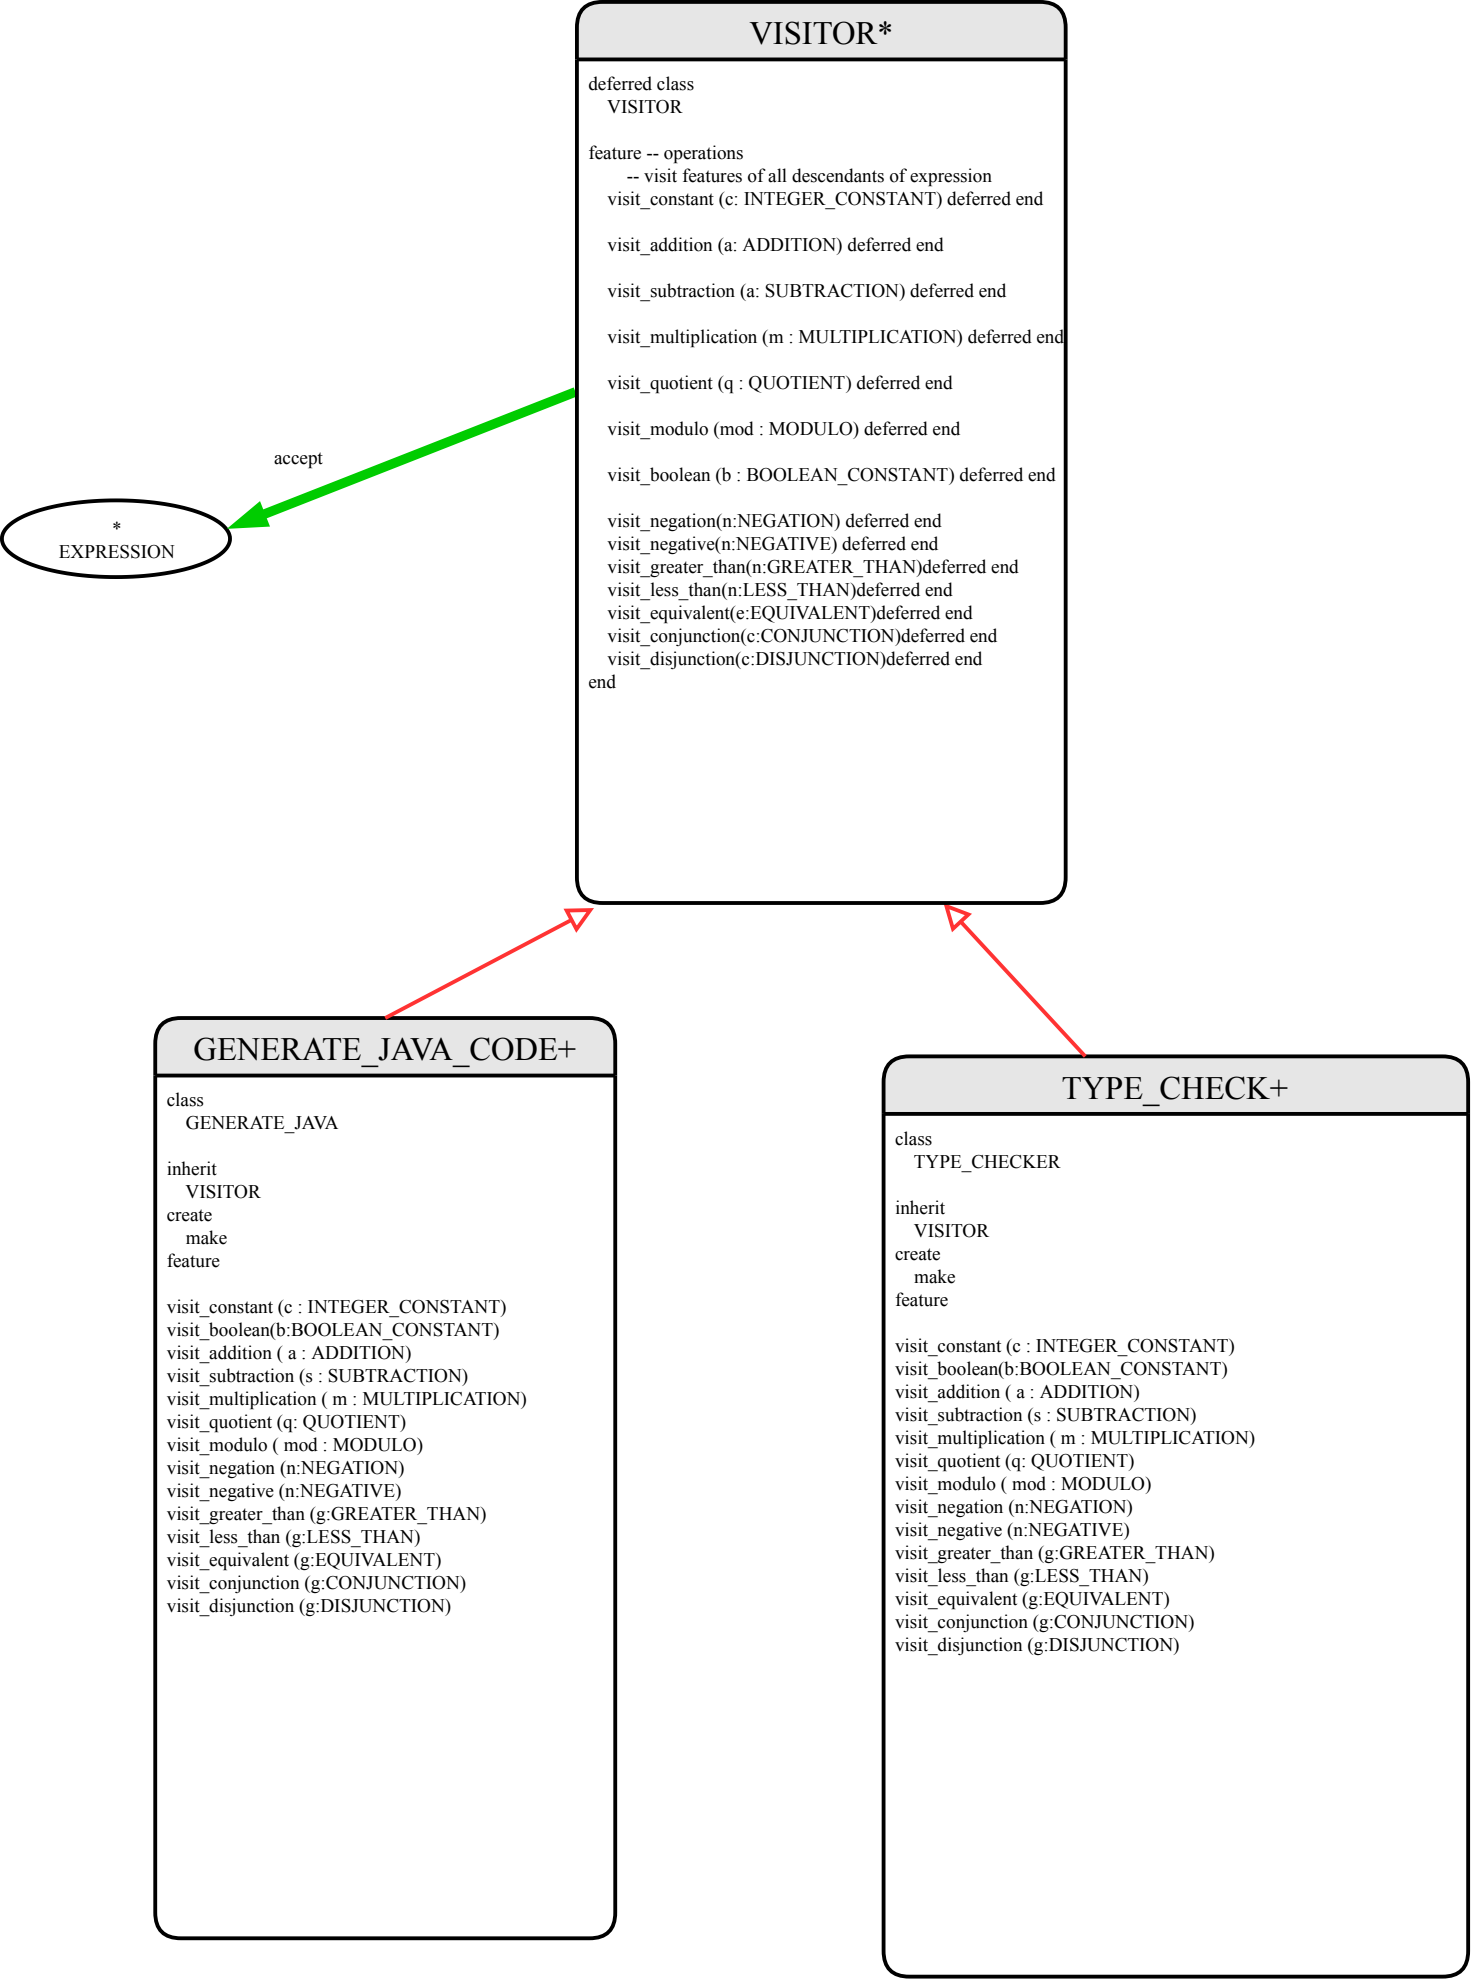 VISITOR*
deferred class
VISITOR
feature -- operations
-- visit features of all descendants of expression
visit_constant (c: INTEGER_CONSTANT) deferred end
visit_addition (a: ADDITION) deferred end
visit_subtraction (a: SUBTRACTION) deferred end
visit_multiplication (m : MULTIPLICATION) deferred end
visit_quotient (q : QUOTIENT) deferred end
visit_modulo (mod : MODULO) deferred end
visit_boolean (b : BOOLEAN_CONSTANT) deferred end
visit_negation(n:NEGATION) deferred end
visit_negative(n:NEGATIVE) deferred end
visit_greater_than(n:GREATER_THAN)deferred end
visit_less_than(n:LESS_THAN)deferred end
visit_equivalent(e:EQUIVALENT)deferred end
visit_conjunction(c:CONJUNCTION)deferred end
visit_disjunction(c:DISJUNCTION)deferred end
end
accept
*
EXPRESSION
GENERATE_JAVA_CODE+
class
GENERATE_JAVA
inherit
VISITOR
create
make
feature
visit_constant (c : INTEGER_CONSTANT)
visit_boolean(b:BOOLEAN_CONSTANT)
visit_addition ( a : ADDITION)
visit_subtraction (s : SUBTRACTION)
visit_multiplication ( m : MULTIPLICATION)
visit_quotient (q: QUOTIENT)
visit_modulo ( mod : MODULO)
visit_negation (n:NEGATION)
visit_negative (n:NEGATIVE)
visit_greater_than (g:GREATER_THAN)
visit_less_than (g:LESS_THAN)
visit_equivalent (g:EQUIVALENT)
visit_conjunction (g:CONJUNCTION)
visit_disjunction (g:DISJUNCTION)
TYPE_CHECK+
class
TYPE_CHECKER
inherit
VISITOR
create
make
feature
visit_constant (c : INTEGER_CONSTANT)
visit_boolean(b:BOOLEAN_CONSTANT)
visit_addition ( a : ADDITION)
visit_subtraction (s : SUBTRACTION)
visit_multiplication ( m : MULTIPLICATION)
visit_quotient (q: QUOTIENT)
visit_modulo ( mod : MODULO)
visit_negation (n:NEGATION)
visit_negative (n:NEGATIVE)
visit_greater_than (g:GREATER_THAN)
visit_less_than (g:LESS_THAN)
visit_equivalent (g:EQUIVALENT)
visit_conjunction (g:CONJUNCTION)
visit_disjunction (g:DISJUNCTION)